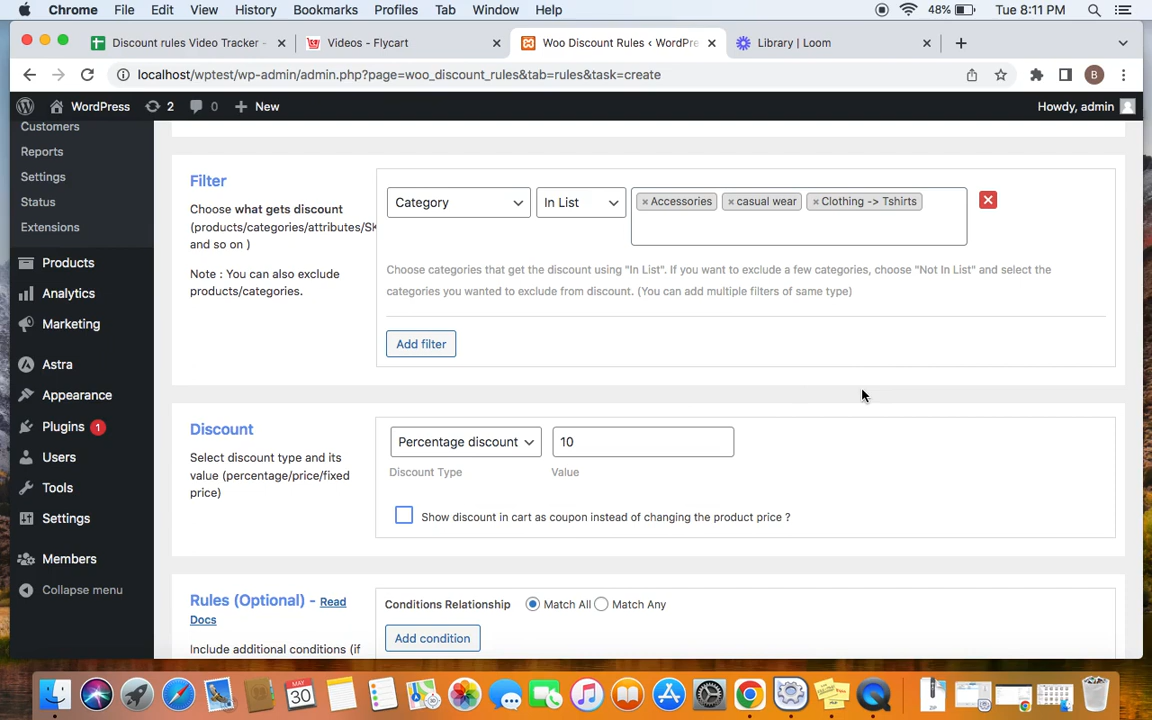 Chrome File Edit View History Bookmarks Profiles Tab Window Help 48% Tue 8:11 PM
Discount rules Video Tracker - Videos - Flycart Woo Discount Rules ‹ WordPre Library | Loom
localhost/wptest/wp-admin/admin.php?page=woo_discount_rules&tab=rules&task=create B
WordPress 2 0 New Howdy, admin
Customers
Reports
Settings
Status
Extensions
Products
Analytics
Marketing
Astra
Appearance
Plugins 1
Users
Tools
Settings
Members
Collapse menu
Filter
Choose what gets discount
(products/categories/attributes/SK
and so on )
Note : You can also exclude
products/categories.
Category In List × Accessories × casual wear × Clothing -> Tshirts
Choose categories that get the discount using "In List". If you want to exclude a few categories, choose "Not In List" and select the
categories you wanted to exclude from discount. (You can add multiple filters of same type)
Add filter
Discount
Select discount type and its
value (percentage/price/fixed
price)
Percentage discount 10
Discount Type Value
Show discount in cart as coupon instead of changing the product price ?
Rules (Optional) - Read
Docs
Include additional conditions (if
Conditions Relationship Match All Match Any
Add condition